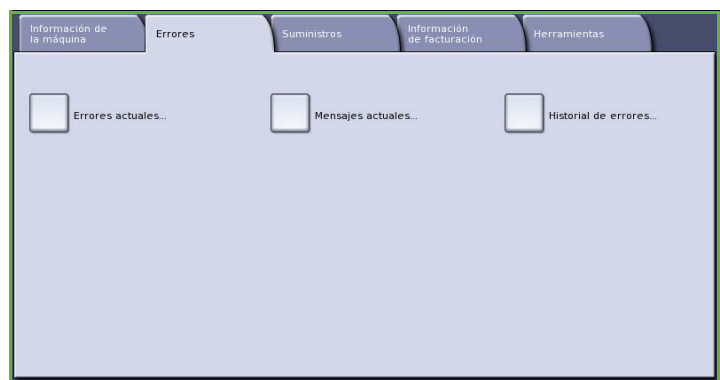 Información de
la máquina
Errores
Suministros
Información
de facturación
Herramientas
Errores actuales...
Mensajes actuales...
Historial de errores...